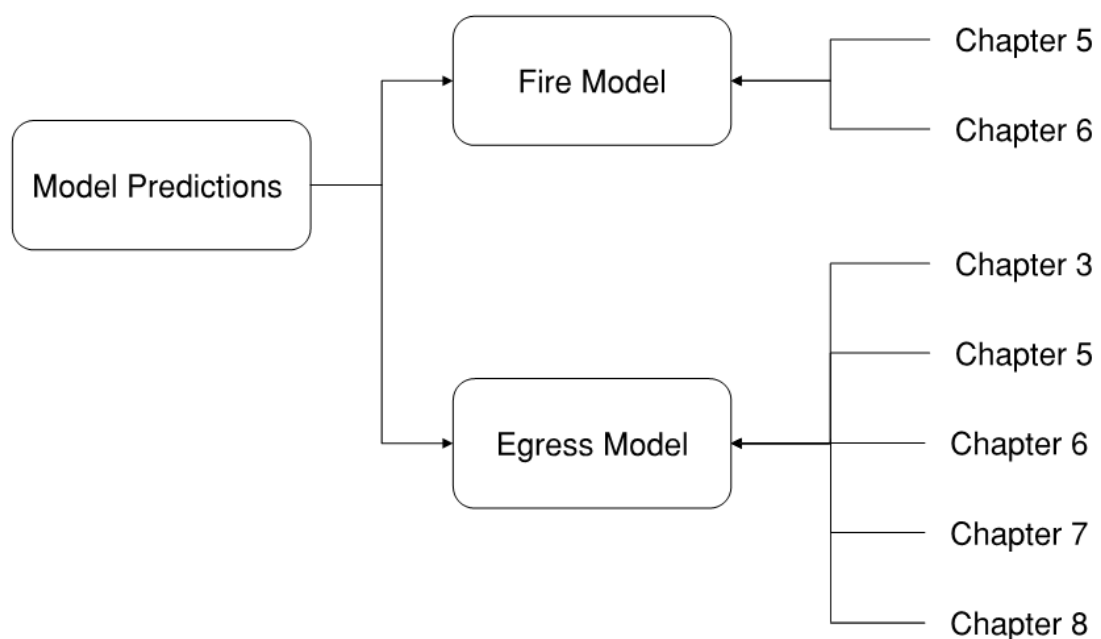 Model Predictions
Fire Model
Chapter 5
Chapter 6
Egress Model
Chapter 3
Chapter 5
Chapter 6
Chapter 7
Chapter 8